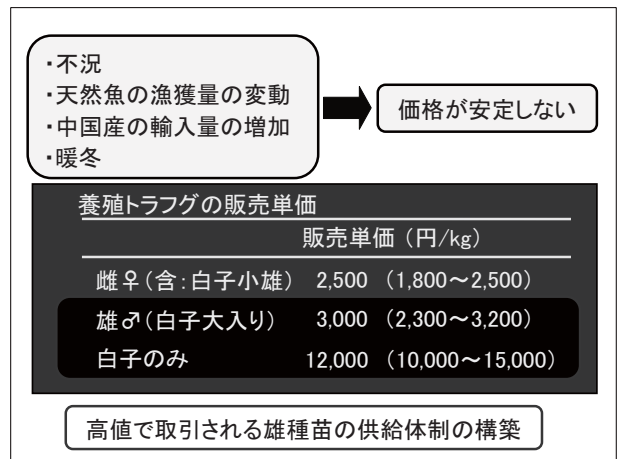 ・不況
・天然魚の漁獲量の変動
・中国産の輸入量の増加
・暖冬
価格が安定しない
養殖トラフグの販売単価
販売単価（円/kg）
雌♀（含：白子小雄） 2,500 （1,800～2,500）
雄♂（白子大入り） 3,000 （2,300～3,200）
白子のみ 12,000 （10,000～15,000）
高値で取引される雄種苗の供給体制の構築